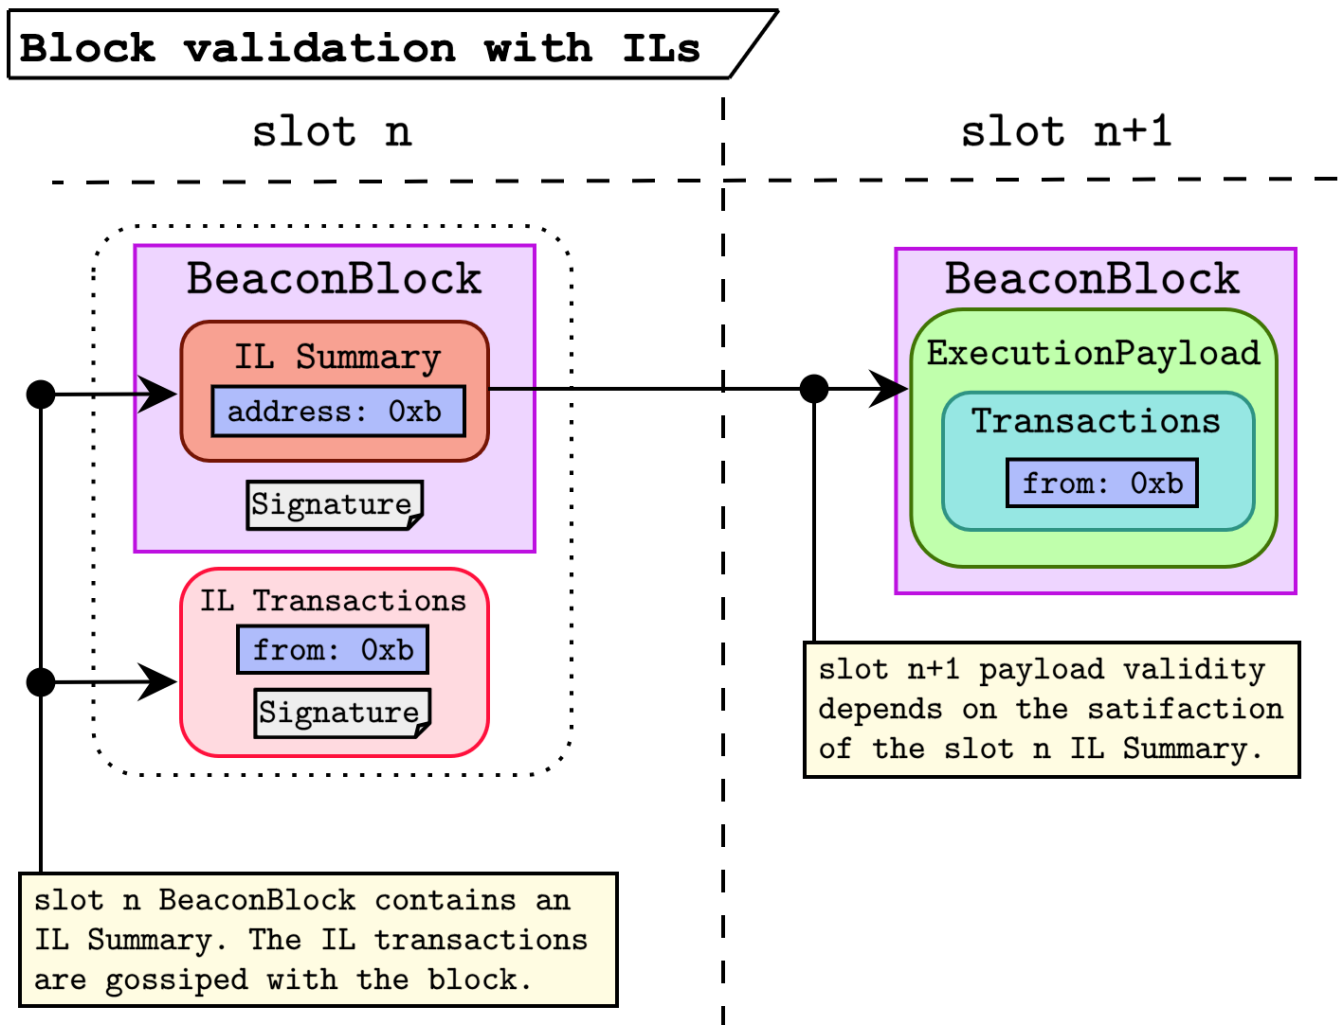 Block validation with ILs
slot n
slot n+1
BeaconBlock
IL Summary
address: 0xb
Signature
IL Transactions
from: 0xb
Signature
slot n BeaconBlock contains an
IL Summary. The IL transactions
are gossiped with the block.
BeaconBlock
ExecutionPayload
Transactions
from: 0xb
slot n+1 payload validity
depends on the satifaction
of the slot n IL Summary.